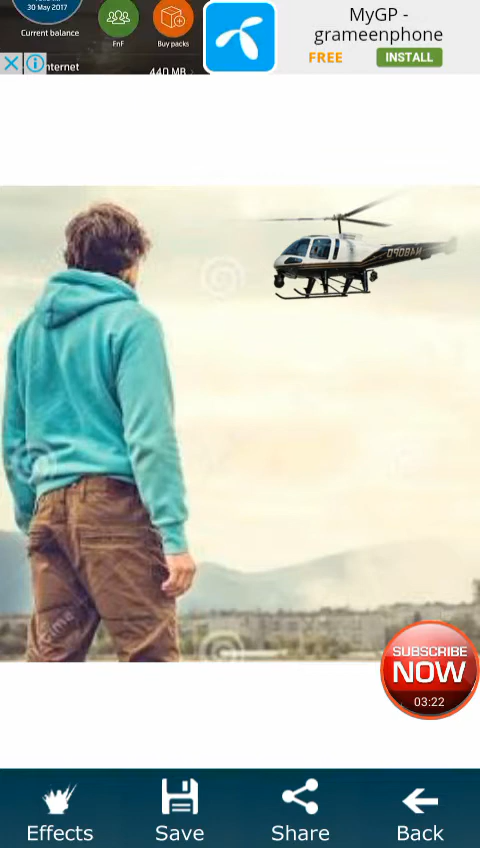 30 May 2017
Current balance
FnF
Buy packs
nternet
440 MB
MyGP -
grameenphone
FREE
INSTALL
SUBSCRIBE
NOW
03:22
Effects
Save
Share
Back